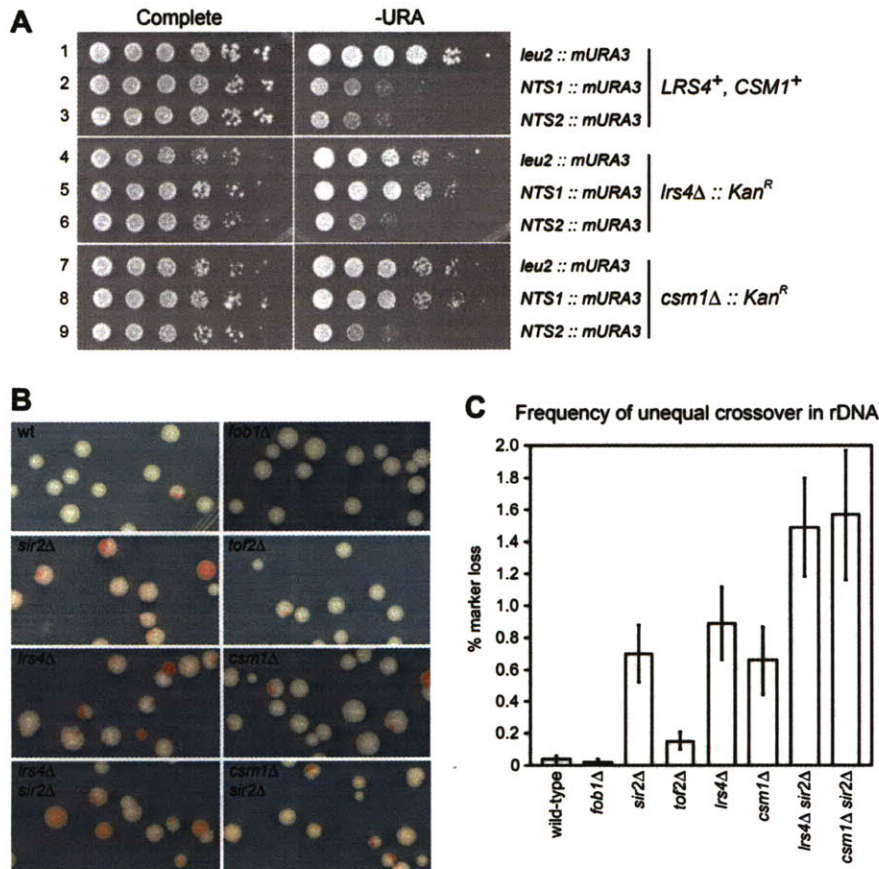 A
Complete
-URA
1
leu2 :: mURA3
2
NTS1 :: mURA3
LRS4+, CSM1+
3
NTS2 :: mURA3
4
leu2 :: mURA3
5
NTS1 :: mURA3
lrs4Δ :: KanR
6
NTS2 :: mURA3
7
leu2 :: mURA3
8
NTS1 :: mURA3
csm1Δ :: KanR
9
NTS2 :: mURA3
B
wt
fob1Δ
sir2Δ
tof2Δ
lrs4Δ
csm1Δ
lrs4Δ
sir2Δ
csm1Δ
sir2Δ
C
Frequency of unequal crossover in rDNA
% marker loss
2.0
1.8
1.6
1.4
1.2
1.0
0.8
0.6
0.4
0.2
0
wild-type
fob1Δ
sir2Δ
tof2Δ
lrs4Δ
csm1Δ
lrs4Δ sir2Δ
csm1Δ sir2Δ